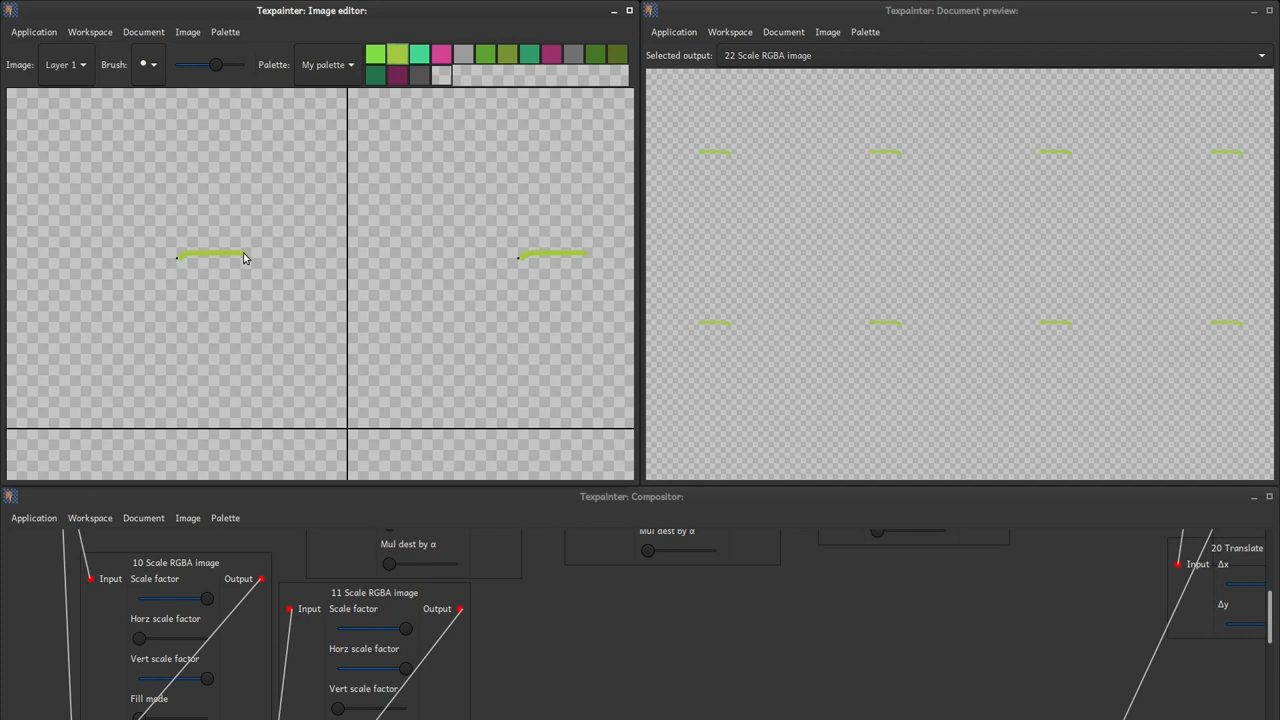 Texpainter: Image editor:
Application Workspace Document Image Palette
Image: Layer 1 Brush: Palette: My palette
Texpainter: Document preview:
Application Workspace Document Image Palette
Selected output: 22 Scale RGBA image
Texpainter: Compositor:
Application Workspace Document Image Palette
Mul dest by α
Mul dest by α
10 Scale RGBA image
Input Scale factor Output
Horz scale factor
Vert scale factor
Fill mode
11 Scale RGBA image
Input Scale factor Output
Horz scale factor
Vert scale factor
20 Translate
Input Δx
Δy